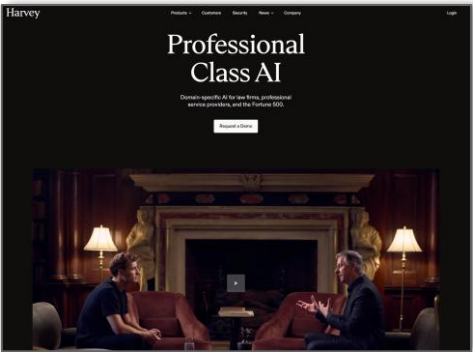 Harvey
Products Customers Security News Company
Login
Professional
Class AI
Domain-specific AI for law firms, professional
service providers, and the Fortune 500.
Request a Demo